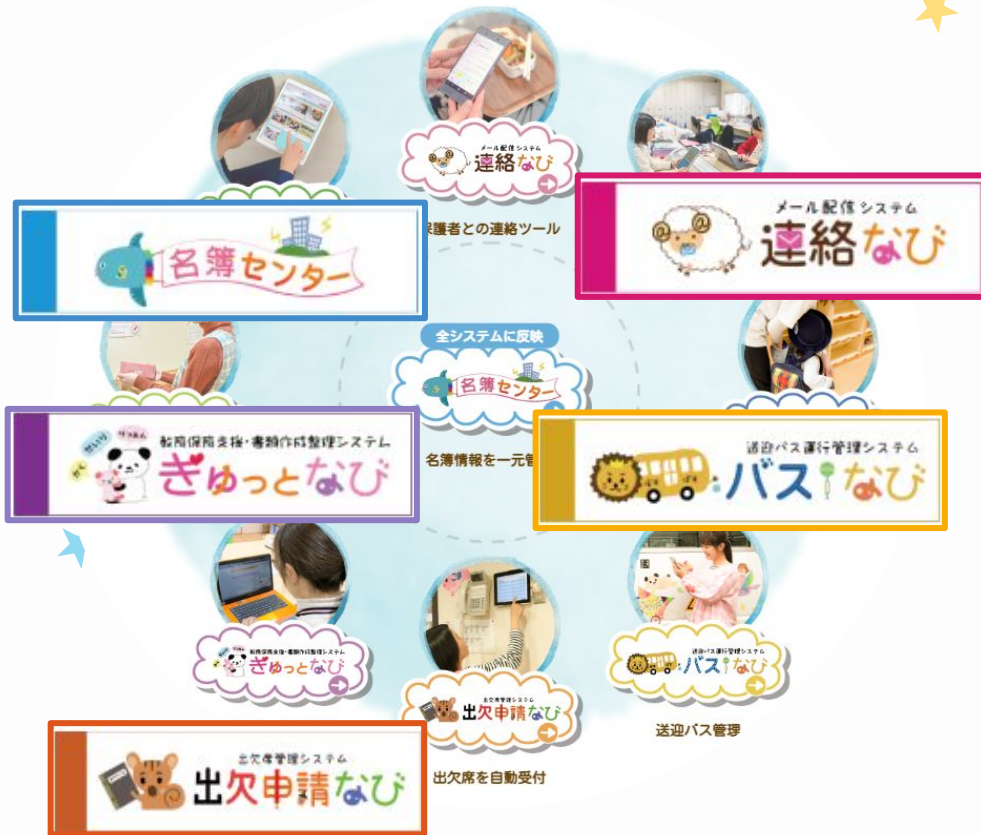 メール配信システム
連絡なび
保護者との連絡ツール
名簿センター
メール配信システム
連絡なび
全システムに反映
名簿センター
名簿情報を一元管
教育保育支援・書類作成整理システム
ぎゅっとなび
送迎バス運行管理システム
バスなび
教育保育支援・書類作成整理システム
ぎゅっとなび
出欠席管理システム
出欠申請なび
送迎バス運行管理システム
バスなび
送迎バス管理
出欠席を自動受付
出欠席管理システム
出欠申請なび